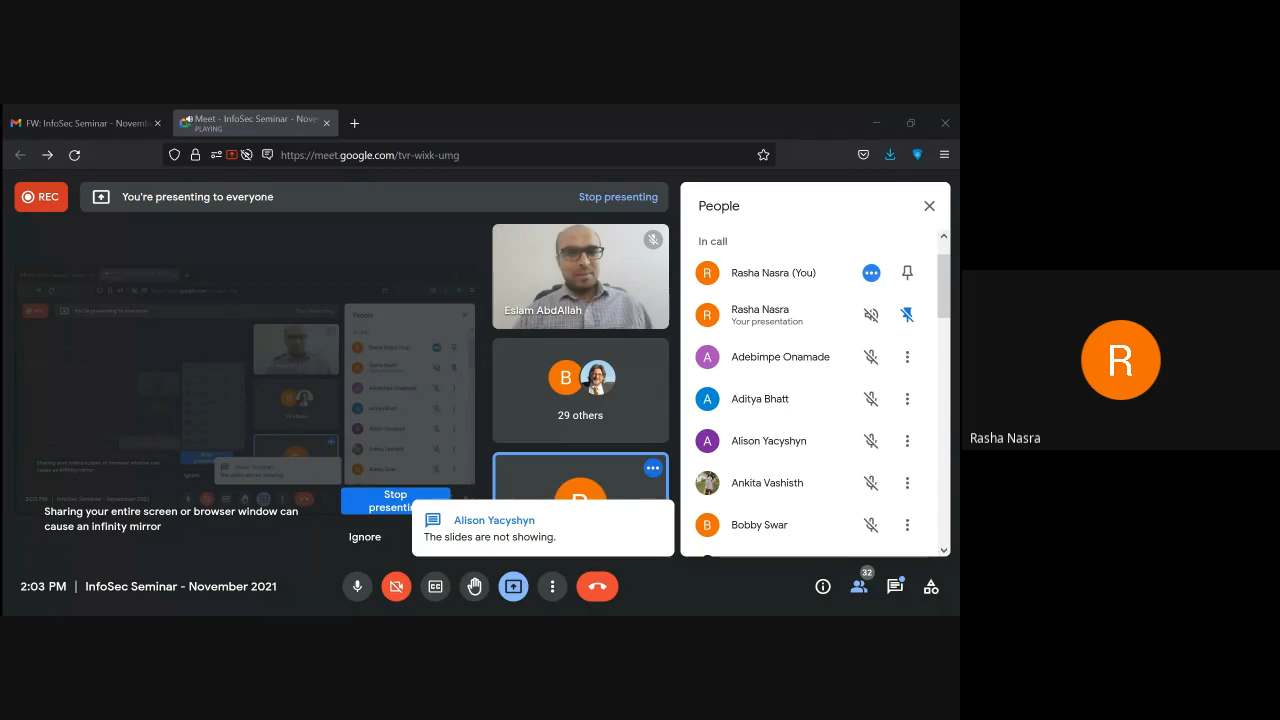 FW: InfoSec Seminar - Novemb
Meet - InfoSec Seminar - Nove
PLAYING
https://meet.google.com/tvr-wixk-umg
REC
You're presenting to everyone
Stop presenting
Eslam AbdAllah
B
29 others
R
Sharing your entire screen or browser window can
cause an infinity mirror
Stop
presentin
Ignore
Alison Yacyshyn
The slides are not showing.
2:03 PM | InfoSec Seminar - November 2021
CC
32
People
In call
R Rasha Nasra (You)
R Rasha Nasra
Your presentation
A Adebimpe Onamade
A Aditya Bhatt
A Alison Yacyshyn
Ankita Vashisth
B Bobby Swar
R
Rasha Nasra